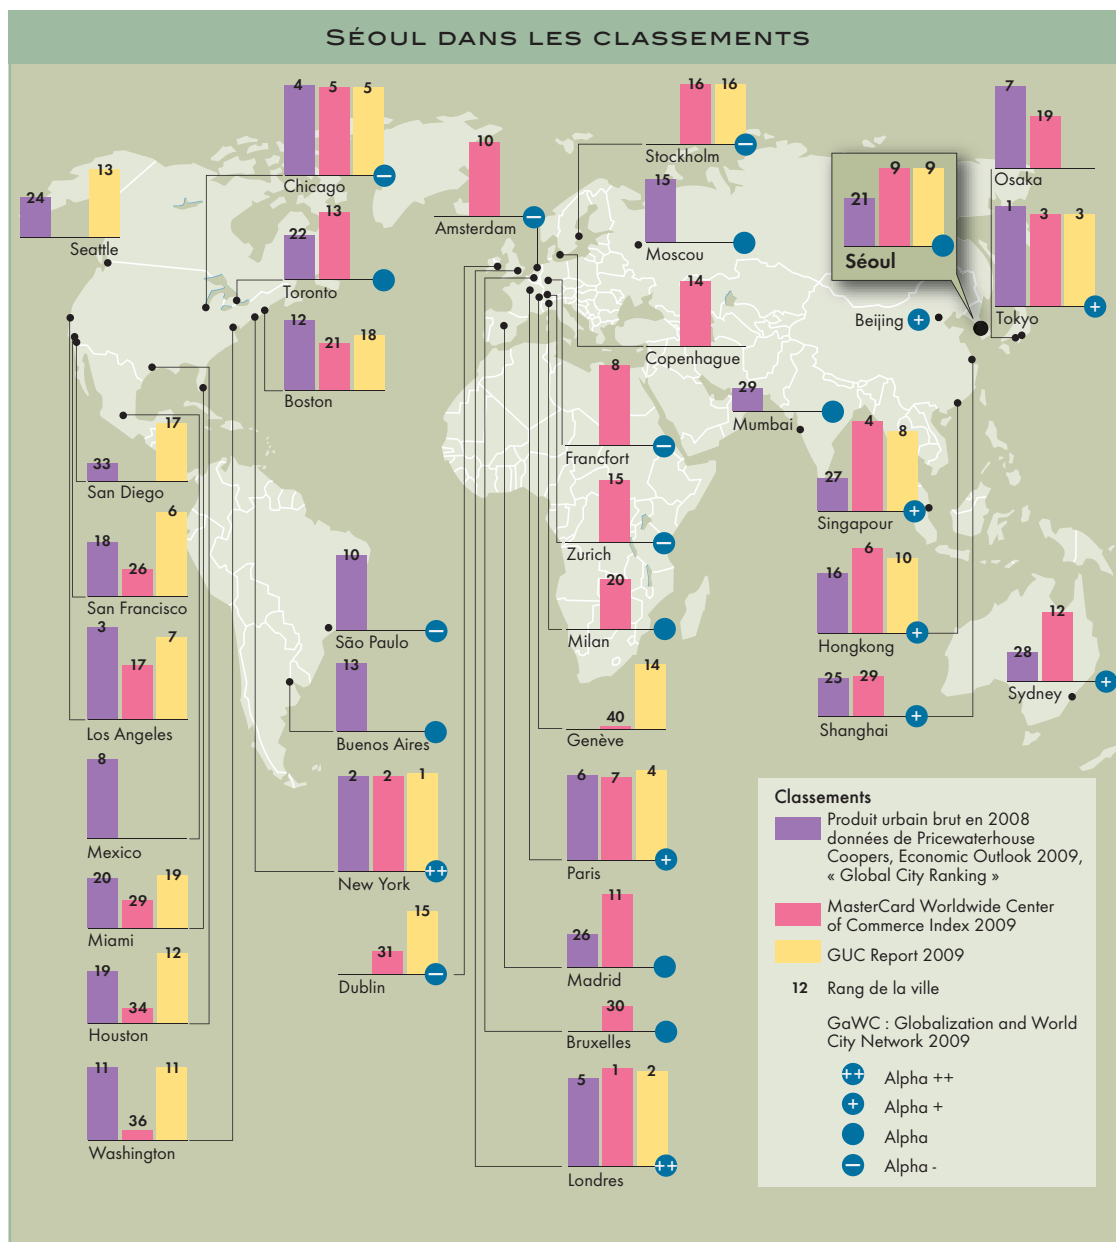 SÉOUL DANS LES CLASSEMENTS
24
13
Seattle
4
5
5
Chicago
−
22
13
Toronto
12
21
18
Boston
10
Amsterdam
−
16
16
Stockholm
−
15
Moscou
14
Copenhague
21
9
9
Séoul
7
19
Osaka
1
3
3
Tokyo
+
Beijing
+
33
17
San Diego
18
26
6
San Francisco
3
17
7
Los Angeles
8
Mexico
20
29
19
Miami
19
34
12
Houston
11
36
11
Washington
10
São Paulo
−
13
Buenos Aires
2
2
1
New York
++
31
15
Dublin
−
8
Francfort
−
15
Zurich
−
20
Milan
40
14
Genève
6
7
4
Paris
+
26
11
Madrid
30
Bruxelles
5
1
2
Londres
++
29
Mumbai
27
4
8
Singapour
+
16
6
10
Hongkong
+
25
29
Shanghai
+
28
12
Sydney
+
Classements
Produit urbain brut en 2008
données de Pricewaterhouse
Coopers, Economic Outlook 2009,
« Global City Ranking »
MasterCard Worldwide Center
of Commerce Index 2009
GUC Report 2009
12 Rang de la ville
GaWC : Globalization and World
City Network 2009
++ Alpha ++
+ Alpha +
Alpha
− Alpha -